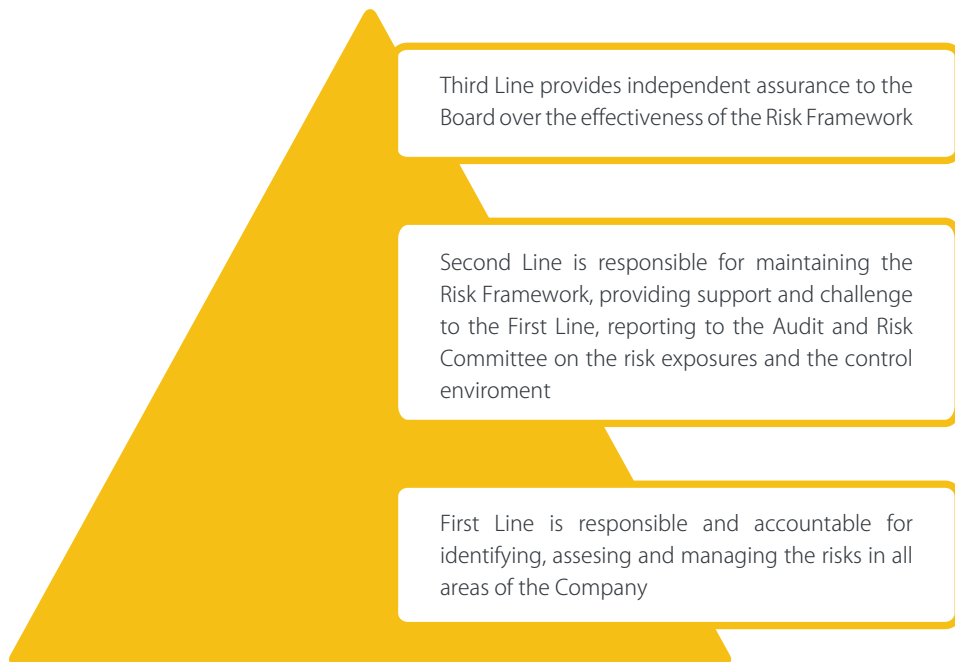 Third Line provides independent assurance to the
Board over the effectiveness of the Risk Framework
Second Line is responsible for maintaining the
Risk Framework, providing support and challenge
to the First Line, reporting to the Audit and Risk
Committee on the risk exposures and the control
enviroment
First Line is responsible and accountable for
identifying, assesing and managing the risks in all
areas of the Company